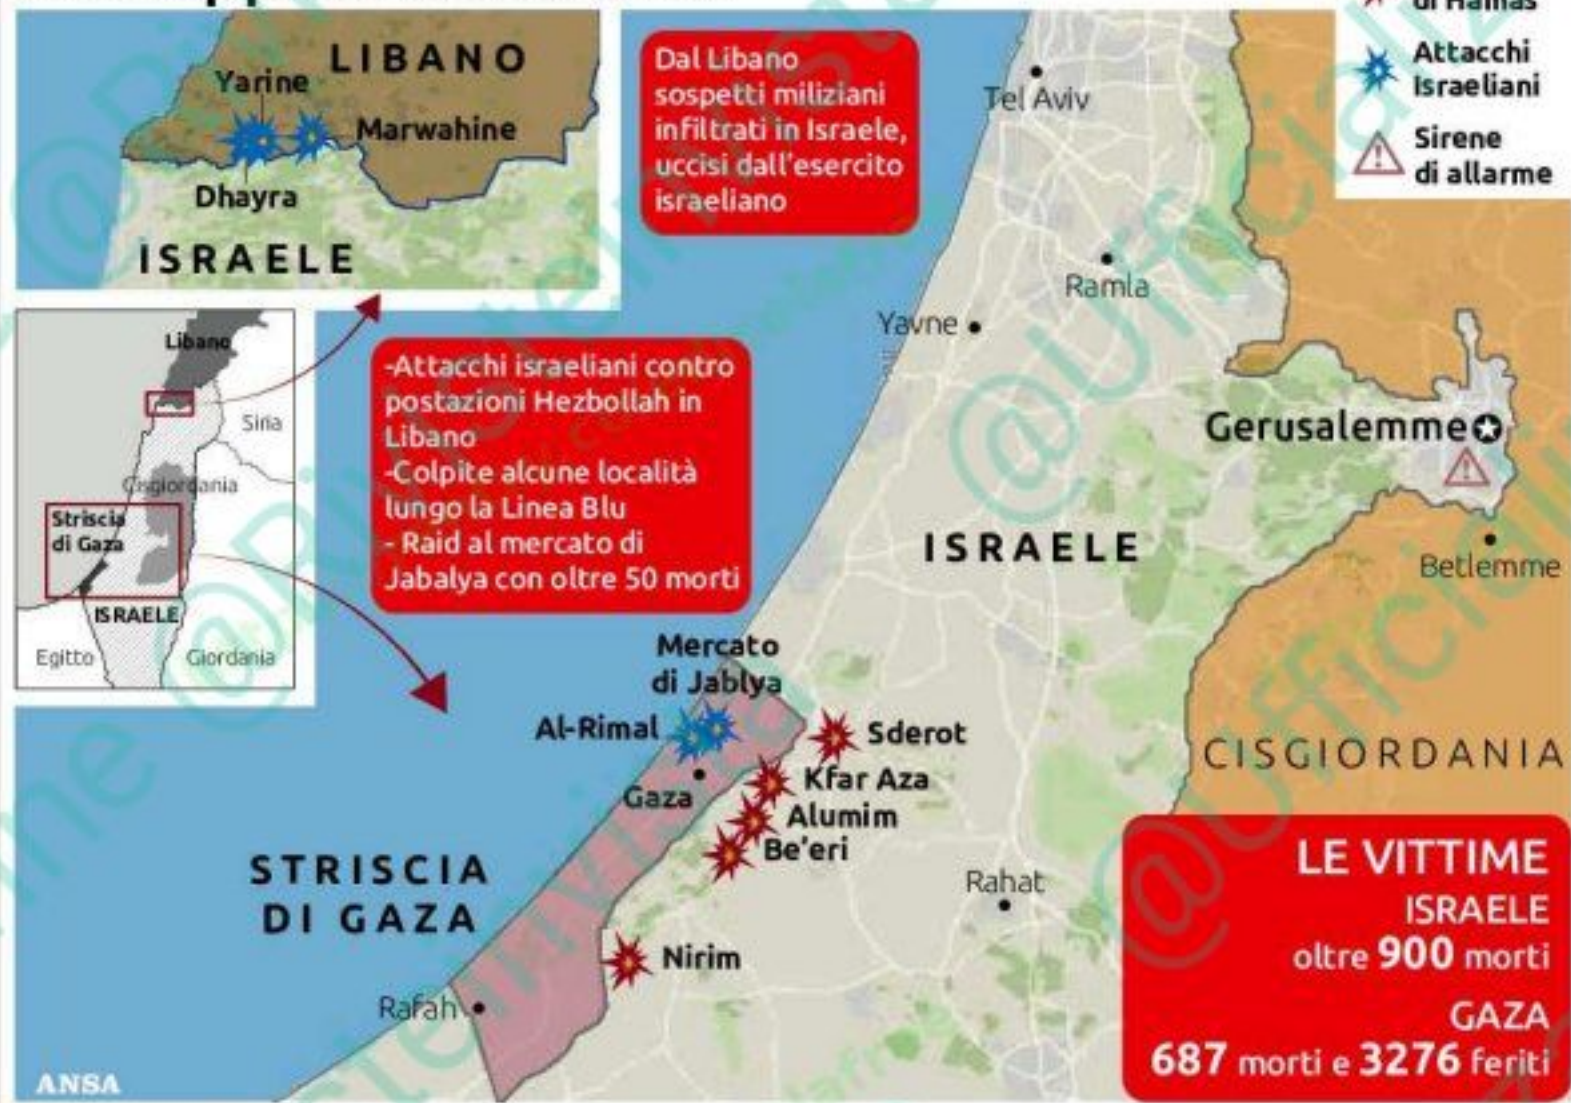 di Hamas
Attacchi
Israeliani
Sirene
di allarme
LIBANO
Yarine
Marwahine
Dhayra
ISRAELE
Dal Libano
sospetti miliziani
infiltrati in Israele,
uccisi dall'esercito
israeliano
Tel Aviv
Ramla
Yavne
Libano
Siria
Cisgiordania
Striscia
di Gaza
ISRAELE
Egitto
Giordania
-Attacchi israeliani contro
postazioni Hezbollah in
Libano
-Colpite alcune località
lungo la Linea Blu
- Raid al mercato di
Jabalya con oltre 50 morti
Gerusalemme
ISRAELE
Betlemme
Mercato
di Jablya
Al-Rimal
Sderot
Kfar Aza
Gaza
Alumim
Be'eri
CISGIORDANIA
STRISCIA
DI GAZA
Rahat
Nirim
Rafah
LE VITTIME
ISRAELE
oltre 900 morti
GAZA
687 morti e 3276 feriti
ANSA